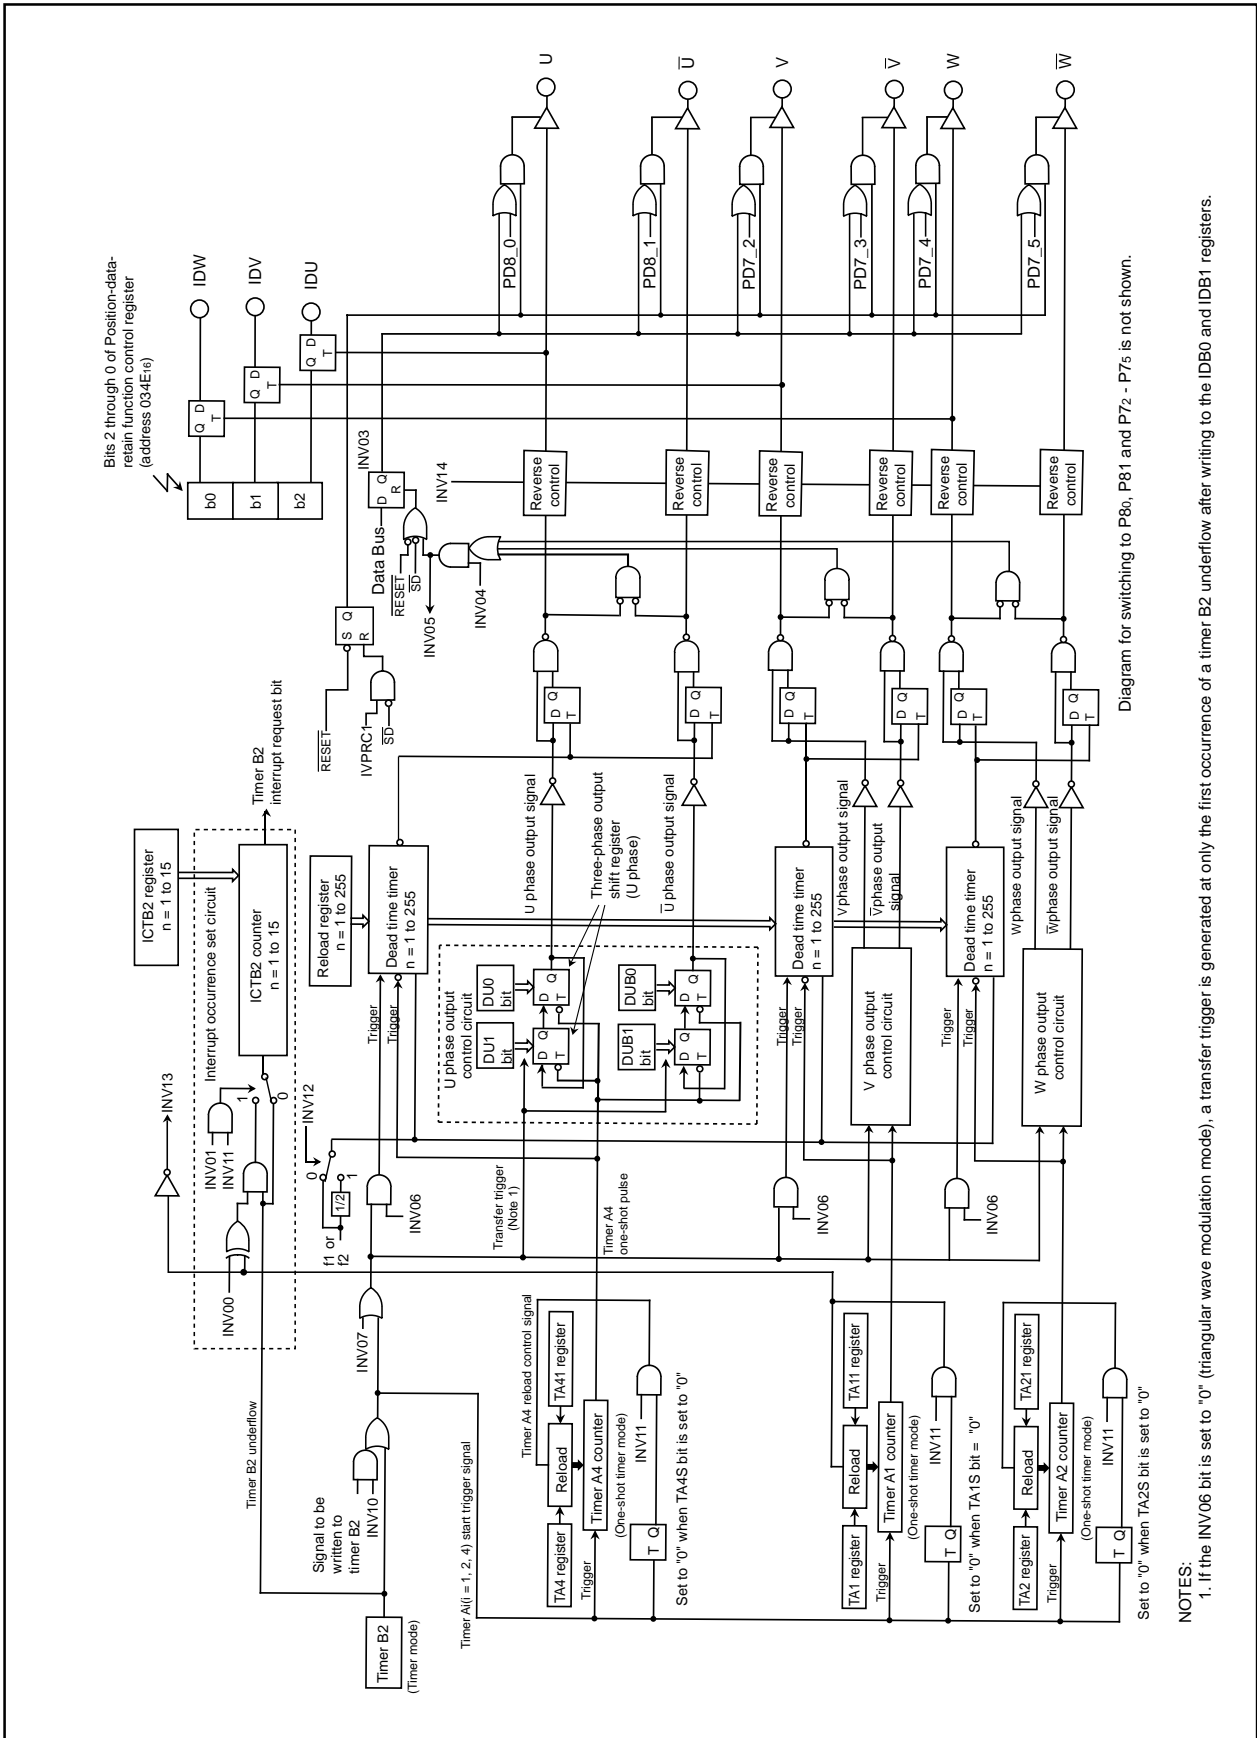 Bits 2 through 0 of Position-data-
retain function control register
(address 034E16)
b0
b1
b2
Q D
T
IDW
Q D
T
IDV
Q D
T
IDU
ICTB2 register
n = 1 to 15
Interrupt occurrence set circuit
ICTB2 counter
n = 1 to 15
Timer B2
interrupt request bit
INV13
INV01
INV11
1
0
INV00
Timer B2 underflow
INV12
0
1
1/2
f1 or
f2
Reload register
n = 1 to 255
Trigger
Trigger
Dead time timer
n = 1 to 255
INV06
INV07
RESET
S Q
R
IVPRC1
SD
INV03
Data Bus
D Q
R
RESET
SD
INV05
INV04
INV14
Signal to be
written to
timer B2
INV10
Timer B2
(Timer mode)
Timer Ai(i = 1, 2, 4) start trigger signal
Transfer trigger
(Note 1)
Timer A4
one-shot pulse
Timer A4 reload control signal
TA4 register
Reload
TA41 register
Trigger
Timer A4 counter
(One-shot timer mode)
INV11
T Q
Set to "0" when TA4S bit is set to "0"
U phase output
control circuit
DU1
bit
DU0
bit
D Q
T
D Q
T
DUB1
bit
DUB0
bit
D Q
T
D Q
T
U phase output signal
Three-phase output
shift register
(U phase)
U phase output signal
D Q
T
D Q
T
Reverse
control
Reverse
control
PD8_0
U
PD8_1
U
TA1 register
Reload
TA11 register
Trigger
Timer A1 counter
(One-shot timer mode)
INV11
T Q
Set to "0" when TA1S bit = "0"
INV06
Trigger
Trigger
Dead time timer
n = 1 to 255
V phase output
control circuit
V phase output signal
V phase output
signal
D Q
T
D Q
T
Reverse
control
Reverse
control
PD7_2
V
PD7_3
V
TA2 register
Reload
TA21 register
Trigger
Timer A2 counter
(One-shot timer mode)
INV11
T Q
Set to "0" when TA2S bit is set to "0"
INV06
Trigger
Trigger
Dead time timer
n = 1 to 255
W phase output
control circuit
W phase output signal
W phase output signal
D Q
T
D Q
T
Reverse
control
Reverse
control
PD7_4
W
PD7_5
W
Diagram for switching to P80, P81 and P72 - P75 is not shown.
NOTES:
1. If the INV06 bit is set to "0" (triangular wave modulation mode), a transfer trigger is generated at only the first occurrence of a timer B2 underflow after writing to the IDB0 and IDB1 registers.